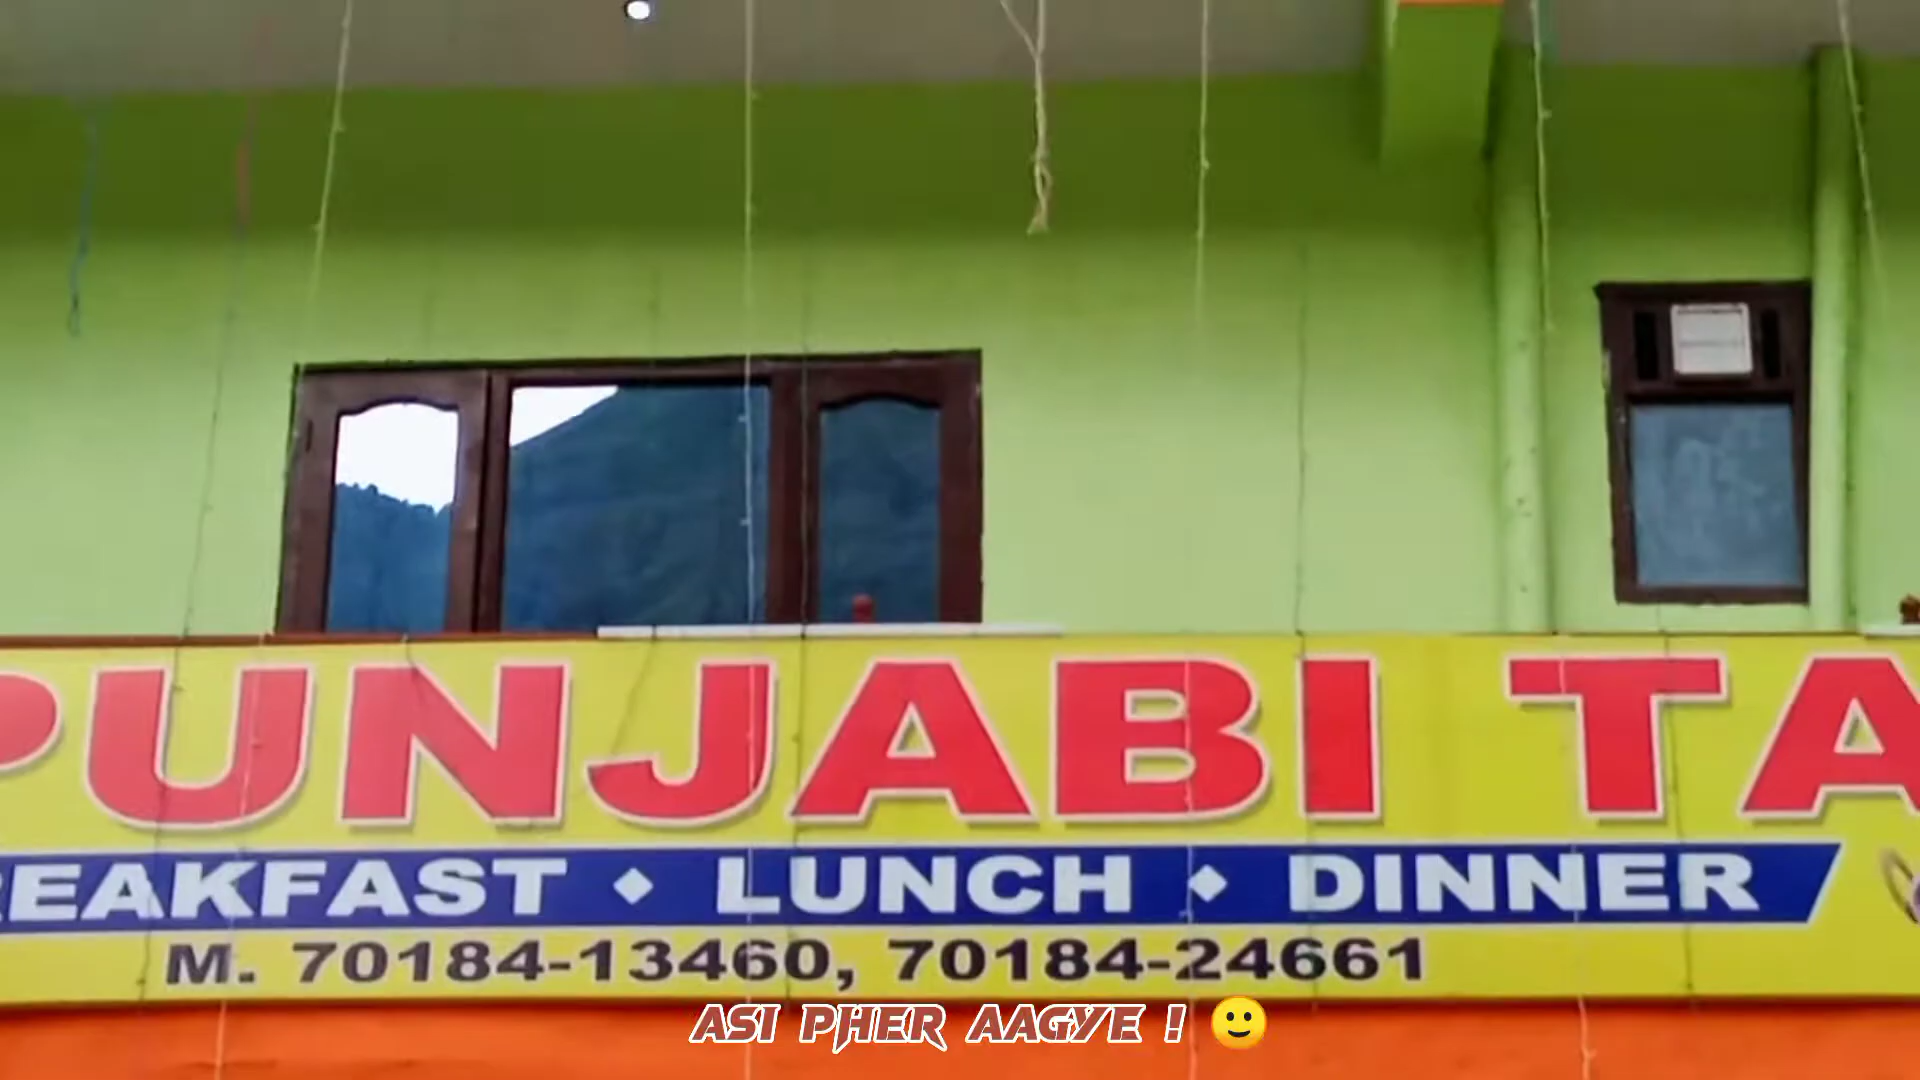 PUNJABI TA
REAKFAST ◆ LUNCH ◆ DINNER
M. 70184-13460, 70184-24661
ASI PHER AAGYE ! 🙂